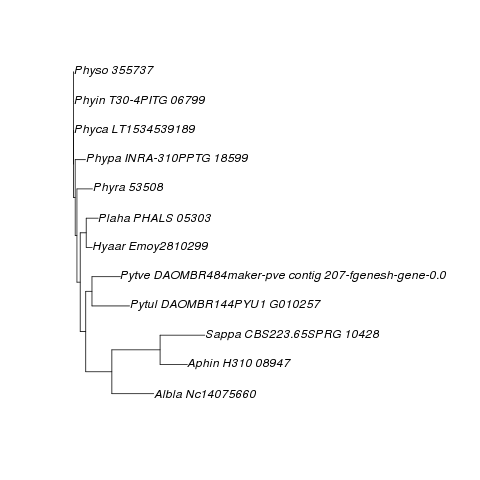 Physo 355737
Phyin T30-4PITG 06799
Phyca LT1534539189
Phypa INRA-310PPTG 18599
Phyra 53508
Plaha PHALS 05303
Hyaar Emoy2810299
Pytve DAOMBR484maker-pve contig 207-fgenesh-gene-0.0
Pytul DAOMBR144PYU1 G010257
Sappa CBS223.65SPRG 10428
Aphin H310 08947
Albla Nc14075660